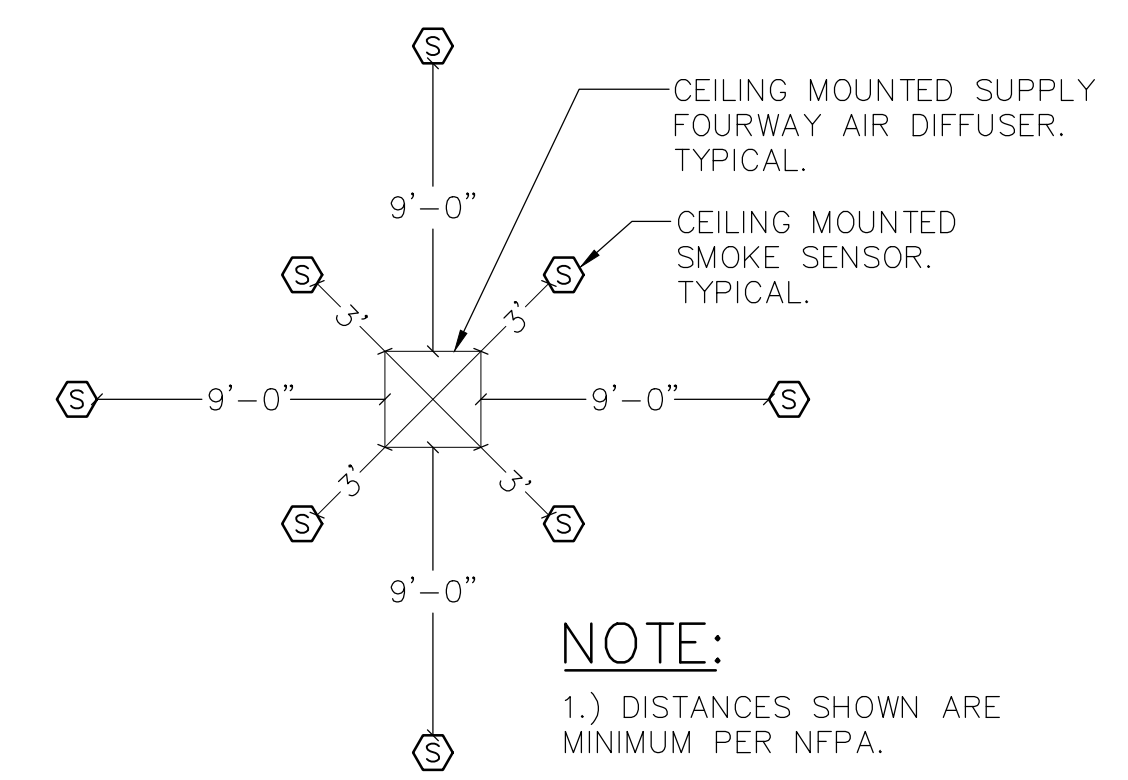 S
CEILING MOUNTED SUPPLY
FOURWAY AIR DIFFUSER.
TYPICAL.
9'-0"
CEILING MOUNTED
SMOKE SENSOR.
TYPICAL.
S
S
3'
3'
S
9'-0"
9'-0"
S
3'
3'
S
S
9'-0"
NOTE:
1.) DISTANCES SHOWN ARE
MINIMUM PER NFPA.
S